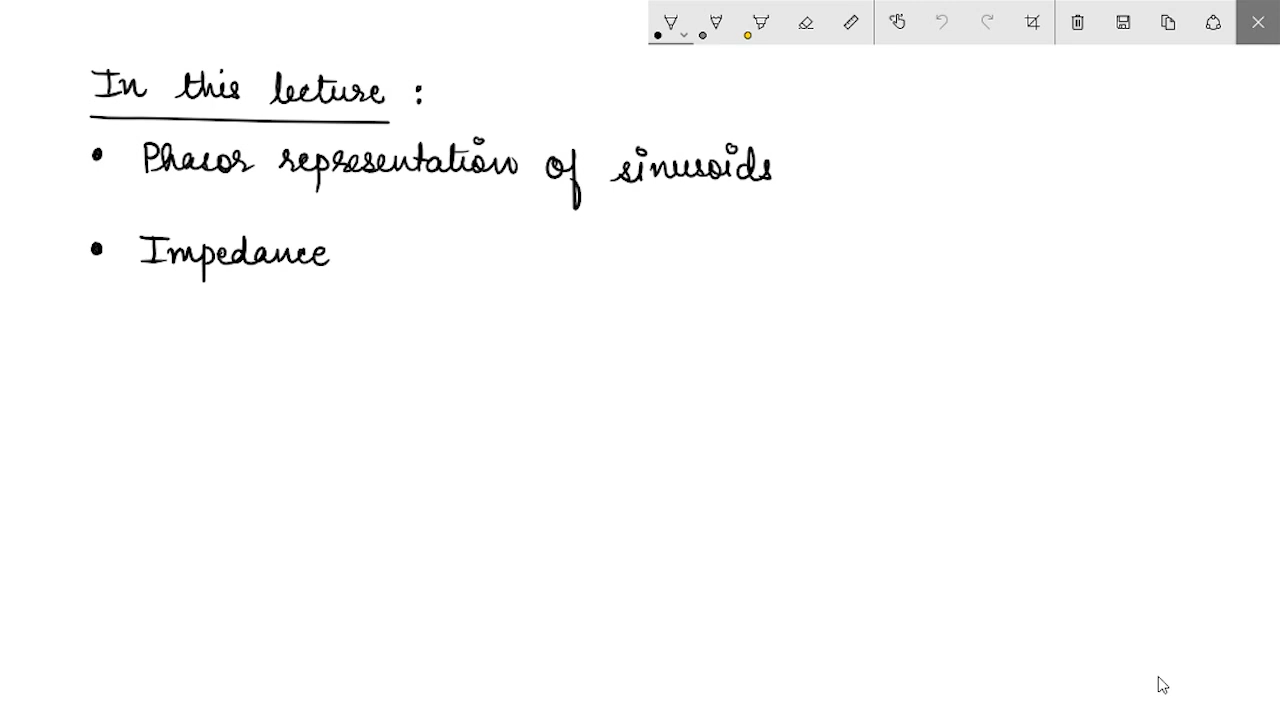 In this lecture :
• Phasor representation of sinusoids
• Impedance